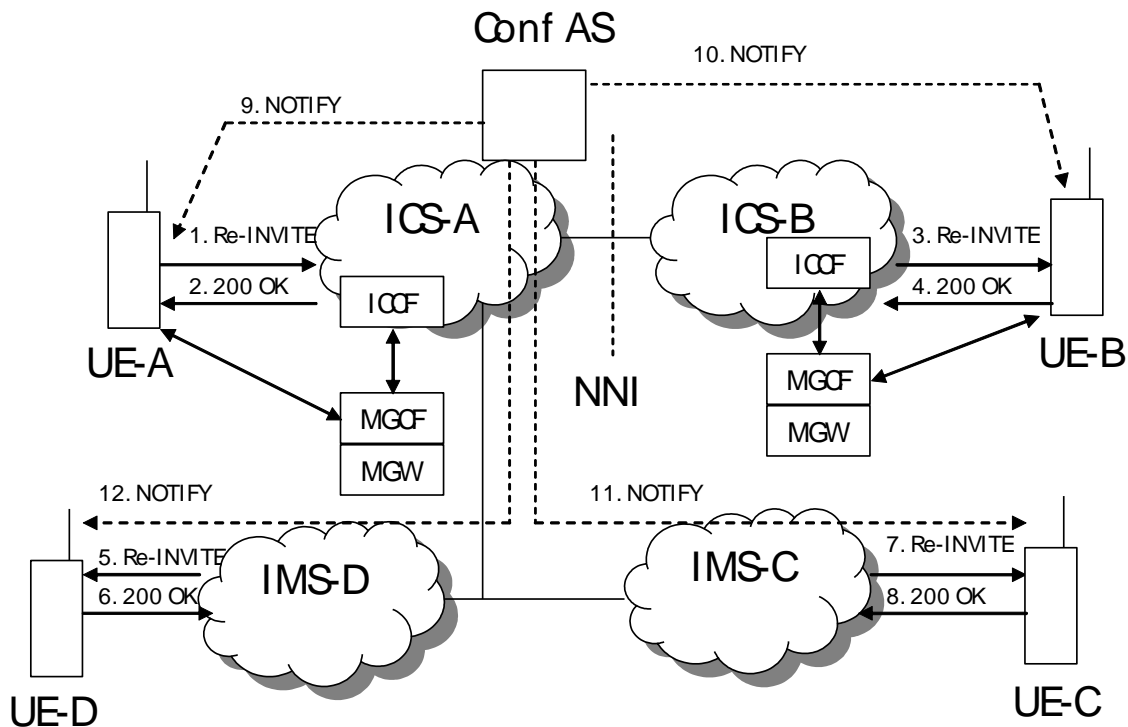 Conf AS
10. NOTIFY
9. NOTIFY
ICS-A
ICS-B
1. Re-INVITE
3. Re-INVITE
ICCF
2. 200 OK
4. 200 OK
ICCF
UE-A
UE-B
NNI
MGCF
MGCF
MGW
MGW
12. NOTIFY
11. NOTIFY
5. Re-INVITE
7. Re-INVITE
IMS-D
IMS-C
6. 200 OK
8. 200 OK
UE-D
UE-C